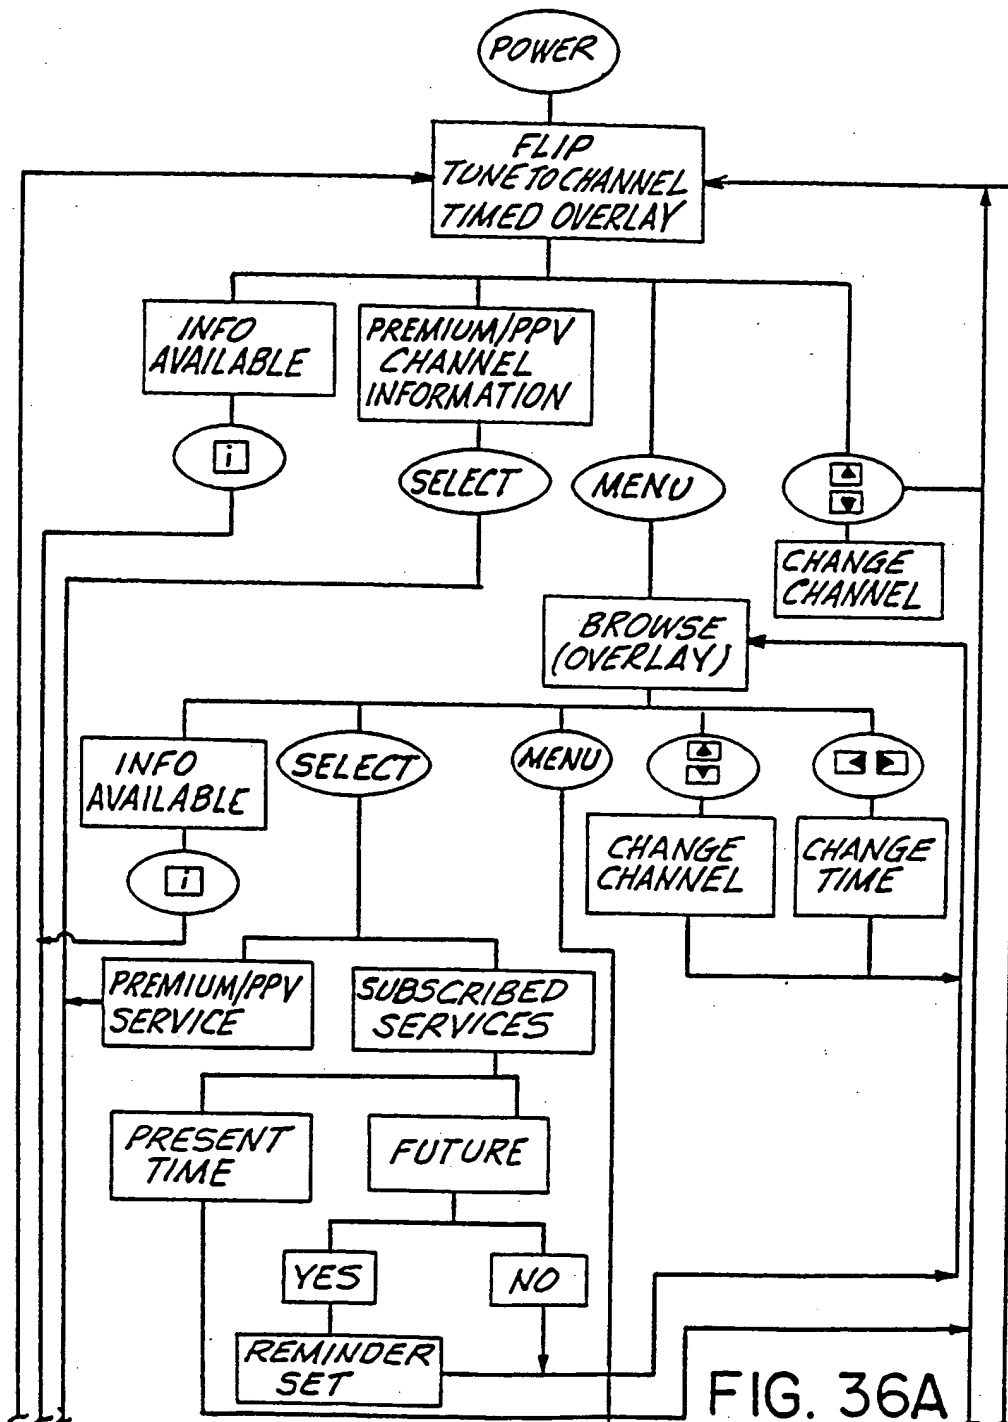 POWER
FLIP
TUNE TO CHANNEL
TIMED OVERLAY
INFO
AVAILABLE
PREMIUM/PPV
CHANNEL
INFORMATION
i
SELECT
MENU
CHANGE
CHANNEL
BROWSE
(OVERLAY)
INFO
AVAILABLE
SELECT
MENU
i
CHANGE
CHANNEL
CHANGE
TIME
PREMIUM/PPV
SERVICE
SUBSCRIBED
SERVICES
PRESENT
TIME
FUTURE
YES
NO
REMINDER
SET
FIG. 36A